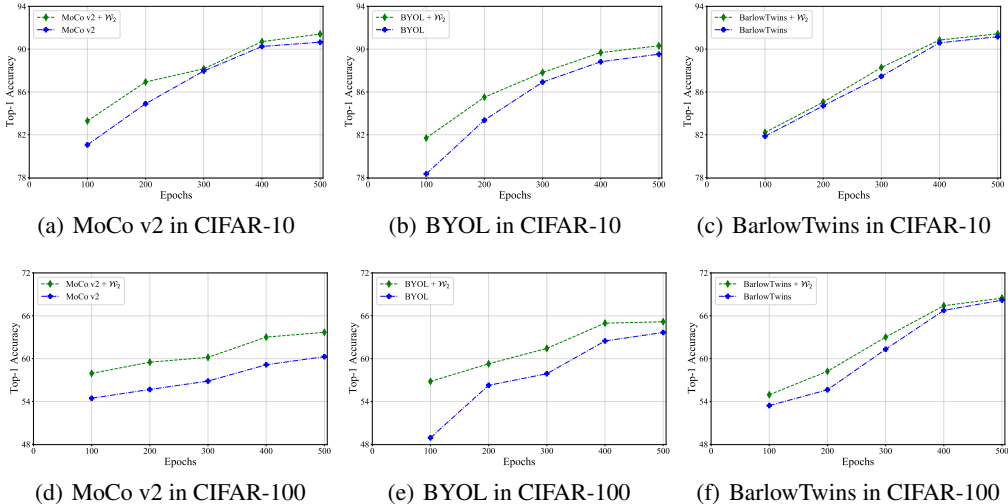 94
90
86
82
78
Top-1 Accuracy
MoCo v2 + 𝒲₂
MoCo v2
0 100 200 300 400 500
Epochs
(a) MoCo v2 in CIFAR-10
94
90
86
82
78
Top-1 Accuracy
BYOL + 𝒲₂
BYOL
0 100 200 300 400 500
Epochs
(b) BYOL in CIFAR-10
94
90
86
82
78
Top-1 Accuracy
BarlowTwins + 𝒲₂
BarlowTwins
0 100 200 300 400 500
Epochs
(c) BarlowTwins in CIFAR-10
72
66
60
54
48
Top-1 Accuracy
MoCo v2 + 𝒲₂
MoCo v2
0 100 200 300 400 500
Epochs
(d) MoCo v2 in CIFAR-100
72
66
60
54
48
Top-1 Accuracy
BYOL + 𝒲₂
BYOL
0 100 200 300 400 500
Epochs
(e) BYOL in CIFAR-100
72
66
60
54
48
Top-1 Accuracy
BarlowTwins + 𝒲₂
BarlowTwins
0 100 200 300 400 500
Epochs
(f) BarlowTwins in CIFAR-100